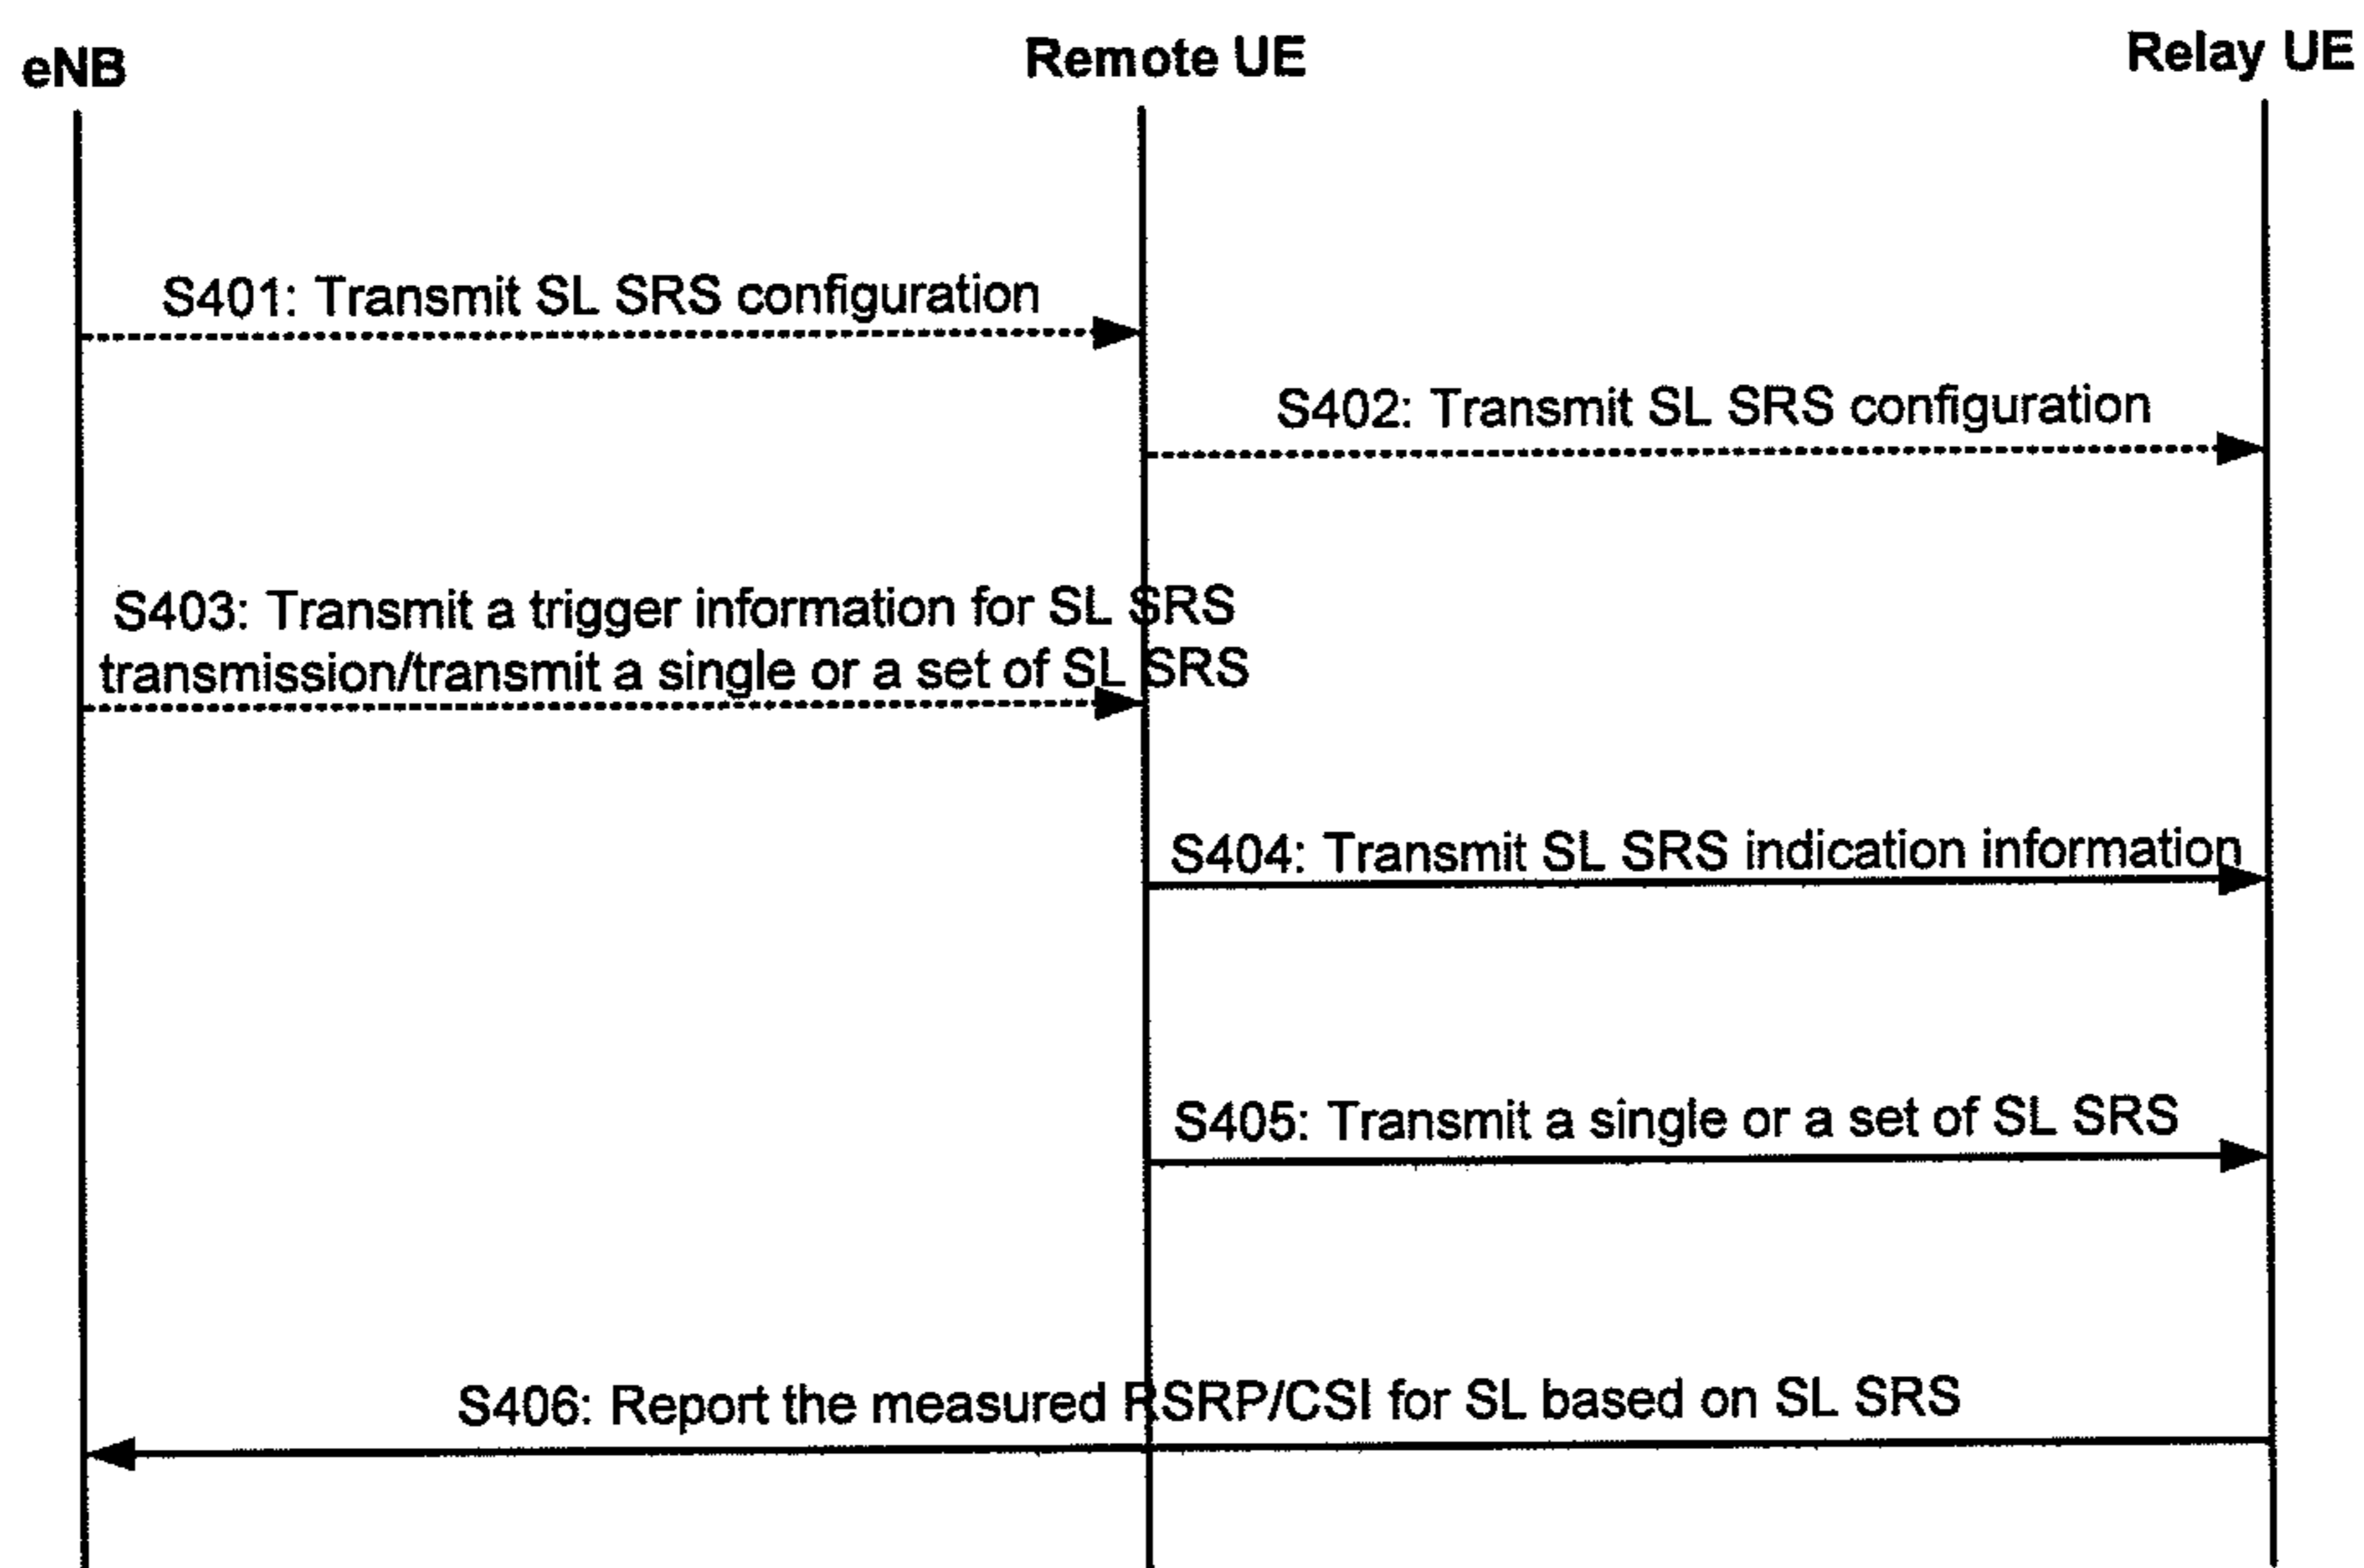 eNB
Remote UE
Relay UE
S401: Transmit SL SRS configuration
S402: Transmit SL SRS configuration
S403: Transmit a trigger information for SL SRS
transmission/transmit a single or a set of SL SRS
S404: Transmit SL SRS indication information
S405: Transmit a single or a set of SL SRS
S406: Report the measured RSRP/CSI for SL based on SL SRS